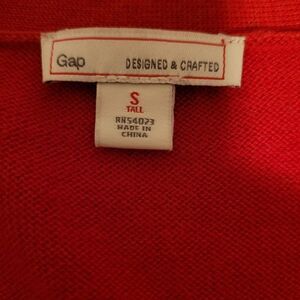 Gap DESIGNED & CRAFTED
S
TALL
RN54023
MADE IN
CHINA